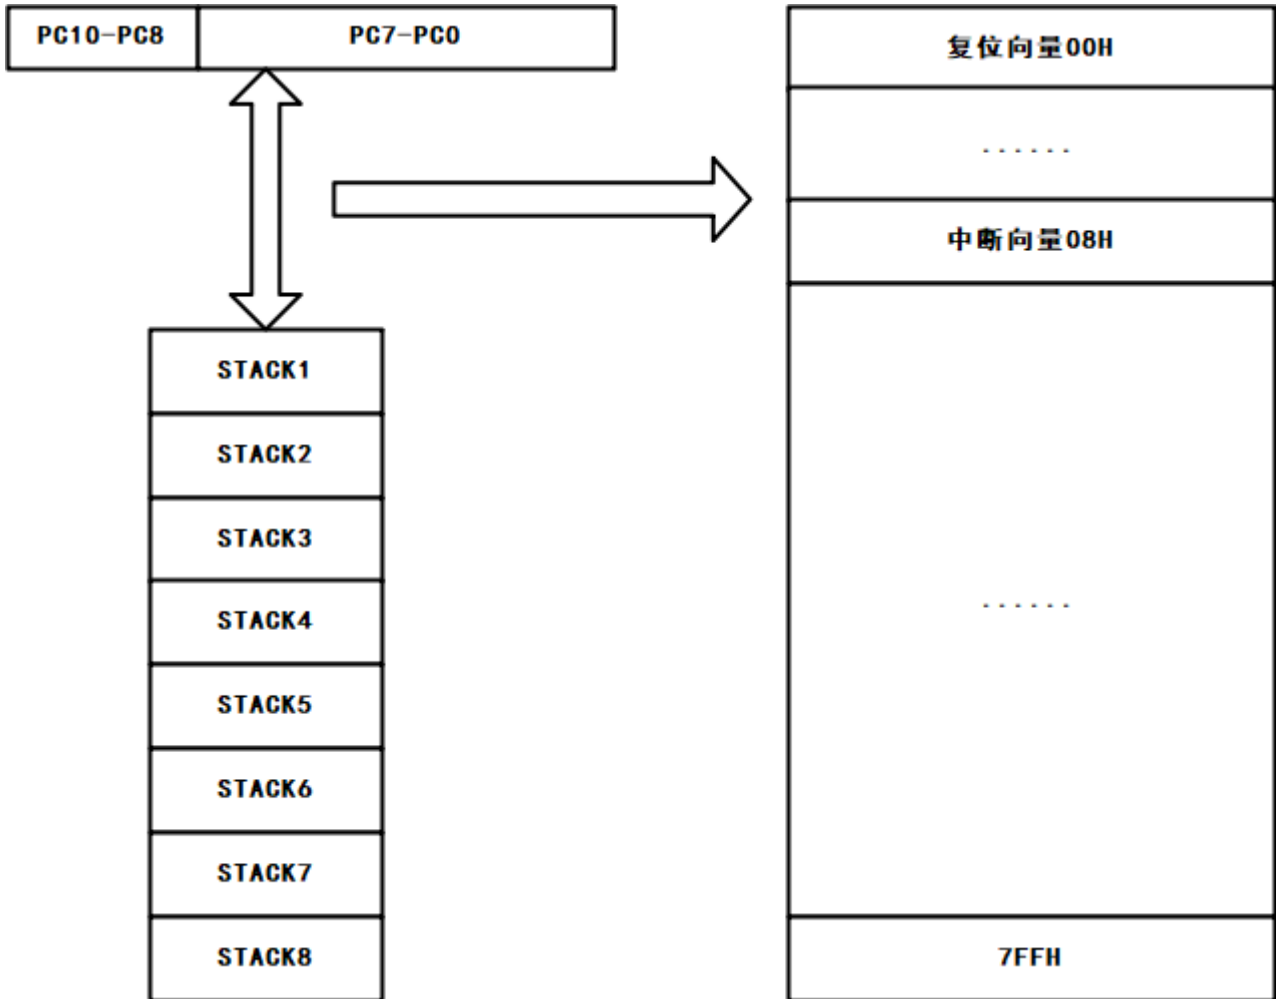 PC10-PC8
PC7-PC0
STACK1
STACK2
STACK3
STACK4
STACK5
STACK6
STACK7
STACK8
复位向量00H
......
中断向量08H
......
7FFH